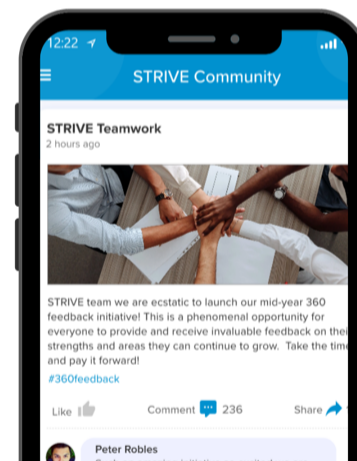 12:22
STRIVE Community
STRIVE Teamwork
2 hours ago
STRIVE team we are ecstatic to launch our mid-year 360
feedback initiative! This is a phenomenal opportunity for
everyone to provide and receive invaluable feedback on thei
strengths and areas they can continue to grow. Take the time
and pay it forward!
#360feedback
Like
Comment 236
Share
Peter Robles